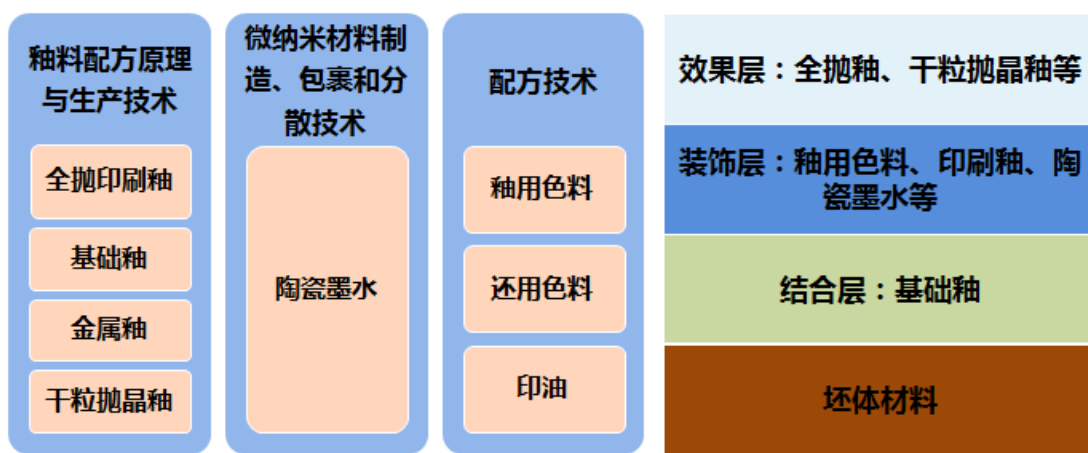 釉料配方原理
与生产技术
全抛印刷釉
基础釉
金属釉
干粒抛晶釉
微纳米材料制
造、包裹和分
散技术
陶瓷墨水
配方技术
釉用色料
还用色料
印油
效果层：全抛釉、干粒抛晶釉等
装饰层：釉用色料、印刷釉、陶
瓷墨水等
结合层：基础釉
坯体材料